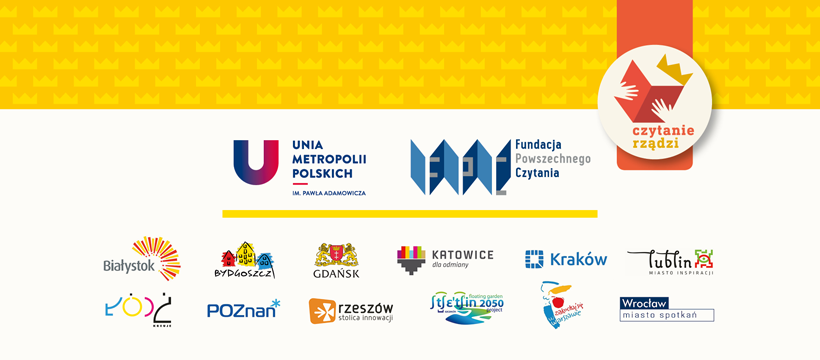 czytanie
rządzi
UNIA
METROPOLII
POLSKICH
IM. PAWŁA ADAMOWICZA
FPC
Fundacja
Powszechnego
Czytania
Białystok
BYDGOSZCZ
GDAŃSK
KATOWICE
dla odmiany
Kraków
Lublin
MIASTO INSPIRACJI
ŁÓDŹ
KREUJE
POZnan*
rzeszów
stolica innowacji
floating garden
szczecin 2050
project
zakochaj się
w warszawie
Wrocław
miasto spotkań